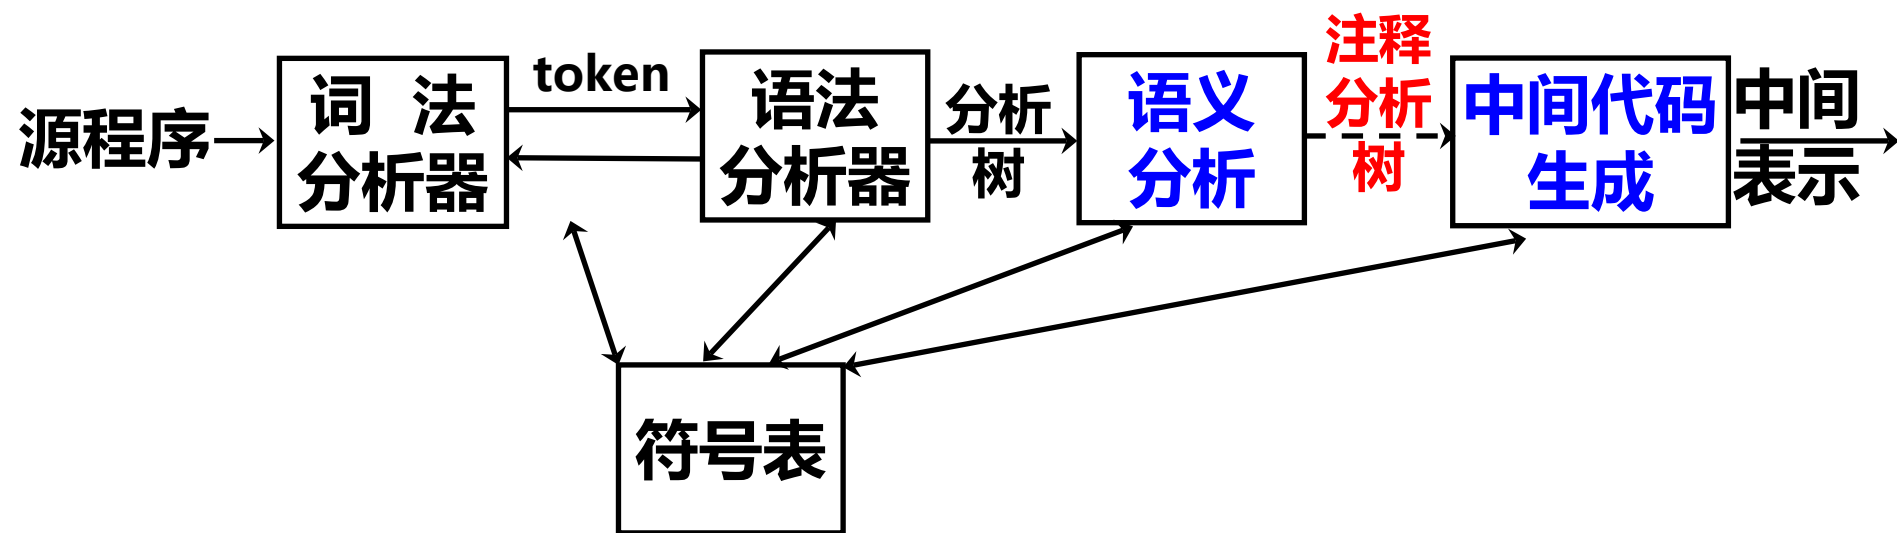 源程序
词 法
分析器
token
语法
分析器
分析
树
语义
分析
注释
分析
树
中间代码
生成
中间
表示
符号表